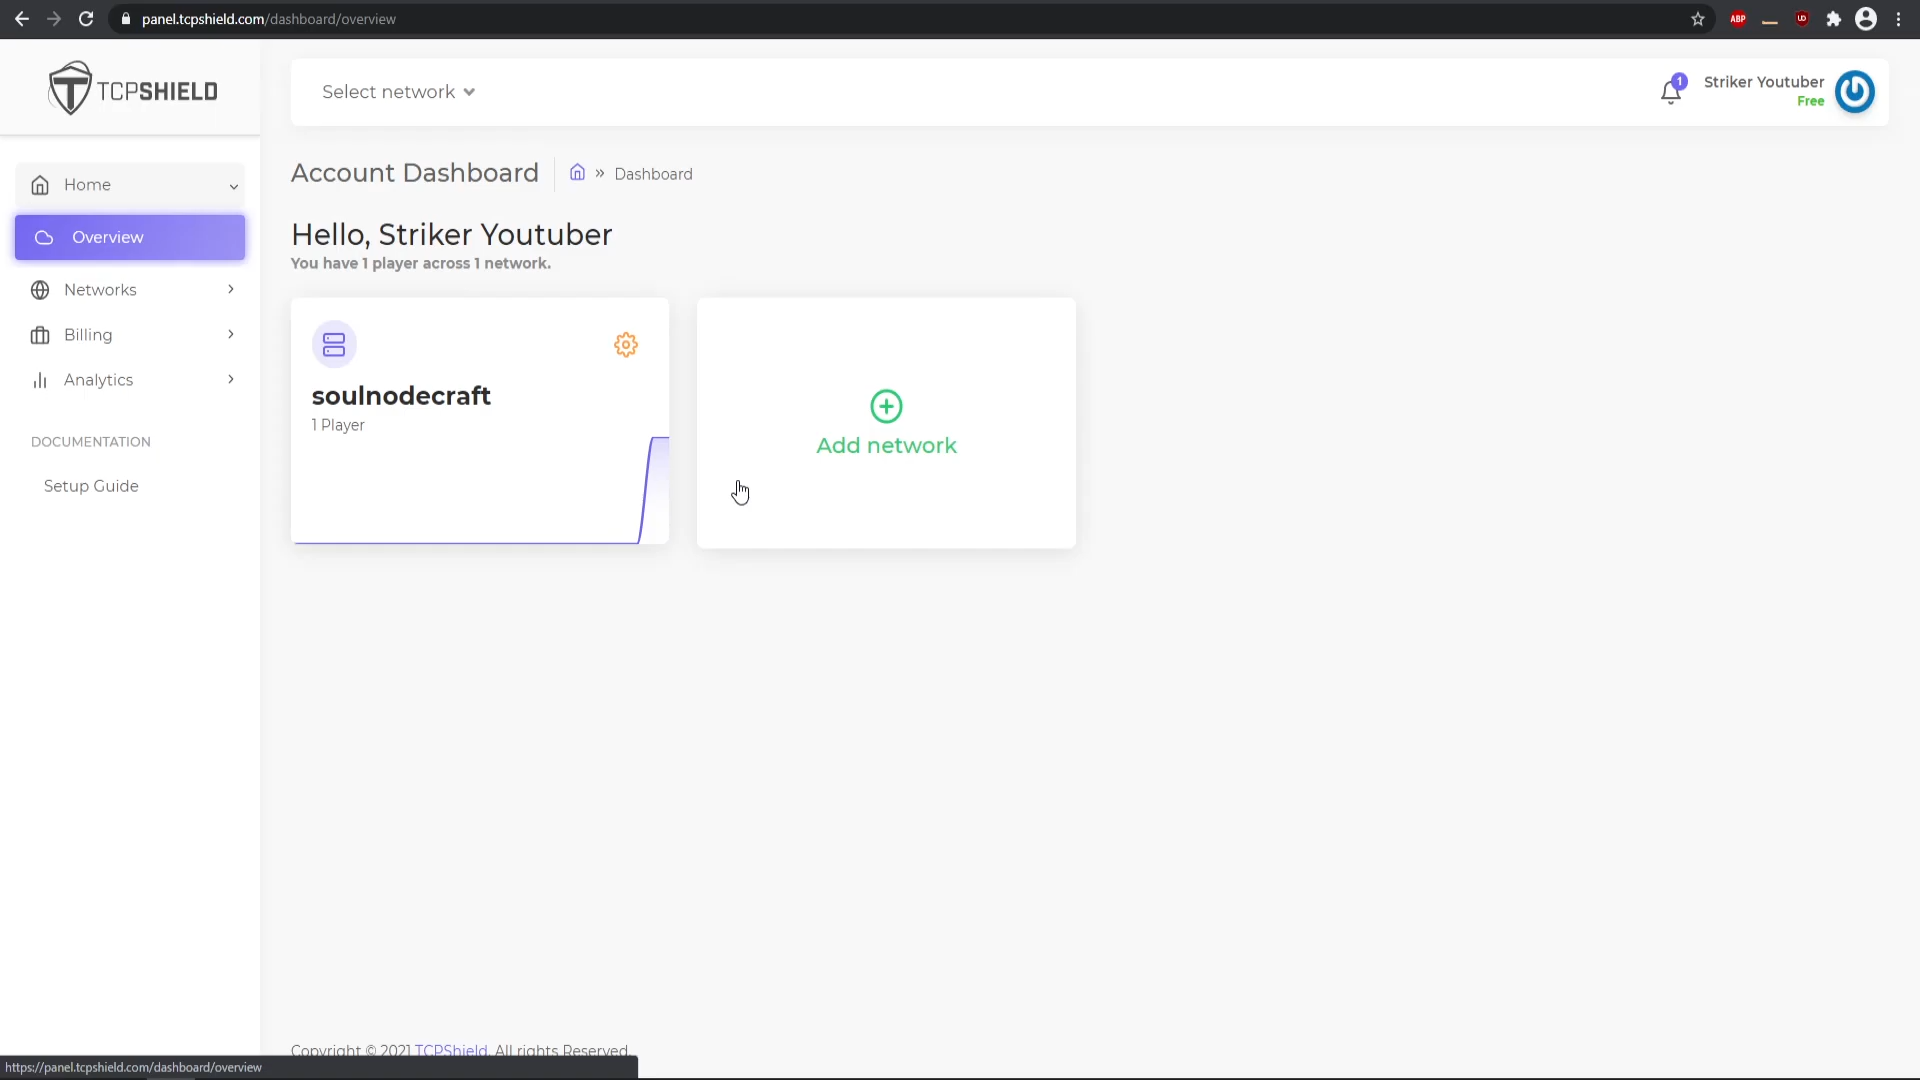 panel.tcpshield.com/dashboard/overview
ABP
TCPSHIELD
Select network
1
Striker Youtuber
Free
Home
Overview
Networks
Billing
Analytics
DOCUMENTATION
Setup Guide
Account Dashboard
» Dashboard
Hello, Striker Youtuber
You have 1 player across 1 network.
soulnodecraft
1 Player
Add network
Copyright © 2021 TCPShield. All rights Reserved.
https://panel.tcpshield.com/dashboard/overview